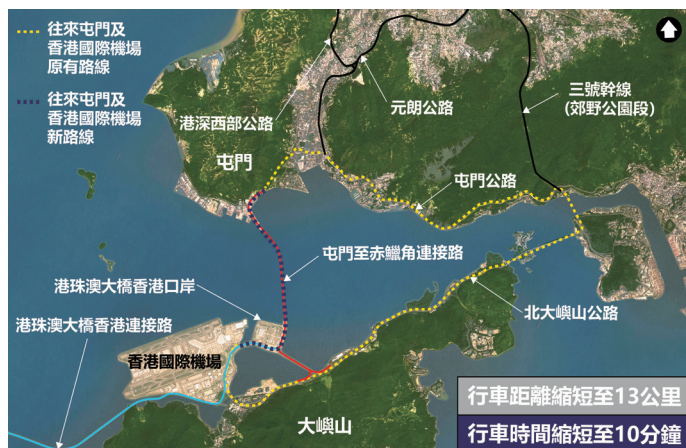 往來屯門及
香港國際機場
原有路線
往來屯門及
香港國際機場
新路線
港深西部公路
元朗公路
三號幹線
(郊野公園段)
屯門
屯門公路
屯門至赤鱲角連接路
港珠澳大橋香港口岸
北大嶼山公路
港珠澳大橋香港連接路
香港國際機場
大嶼山
行車距離縮短至13公里
行車時間縮短至10分鐘